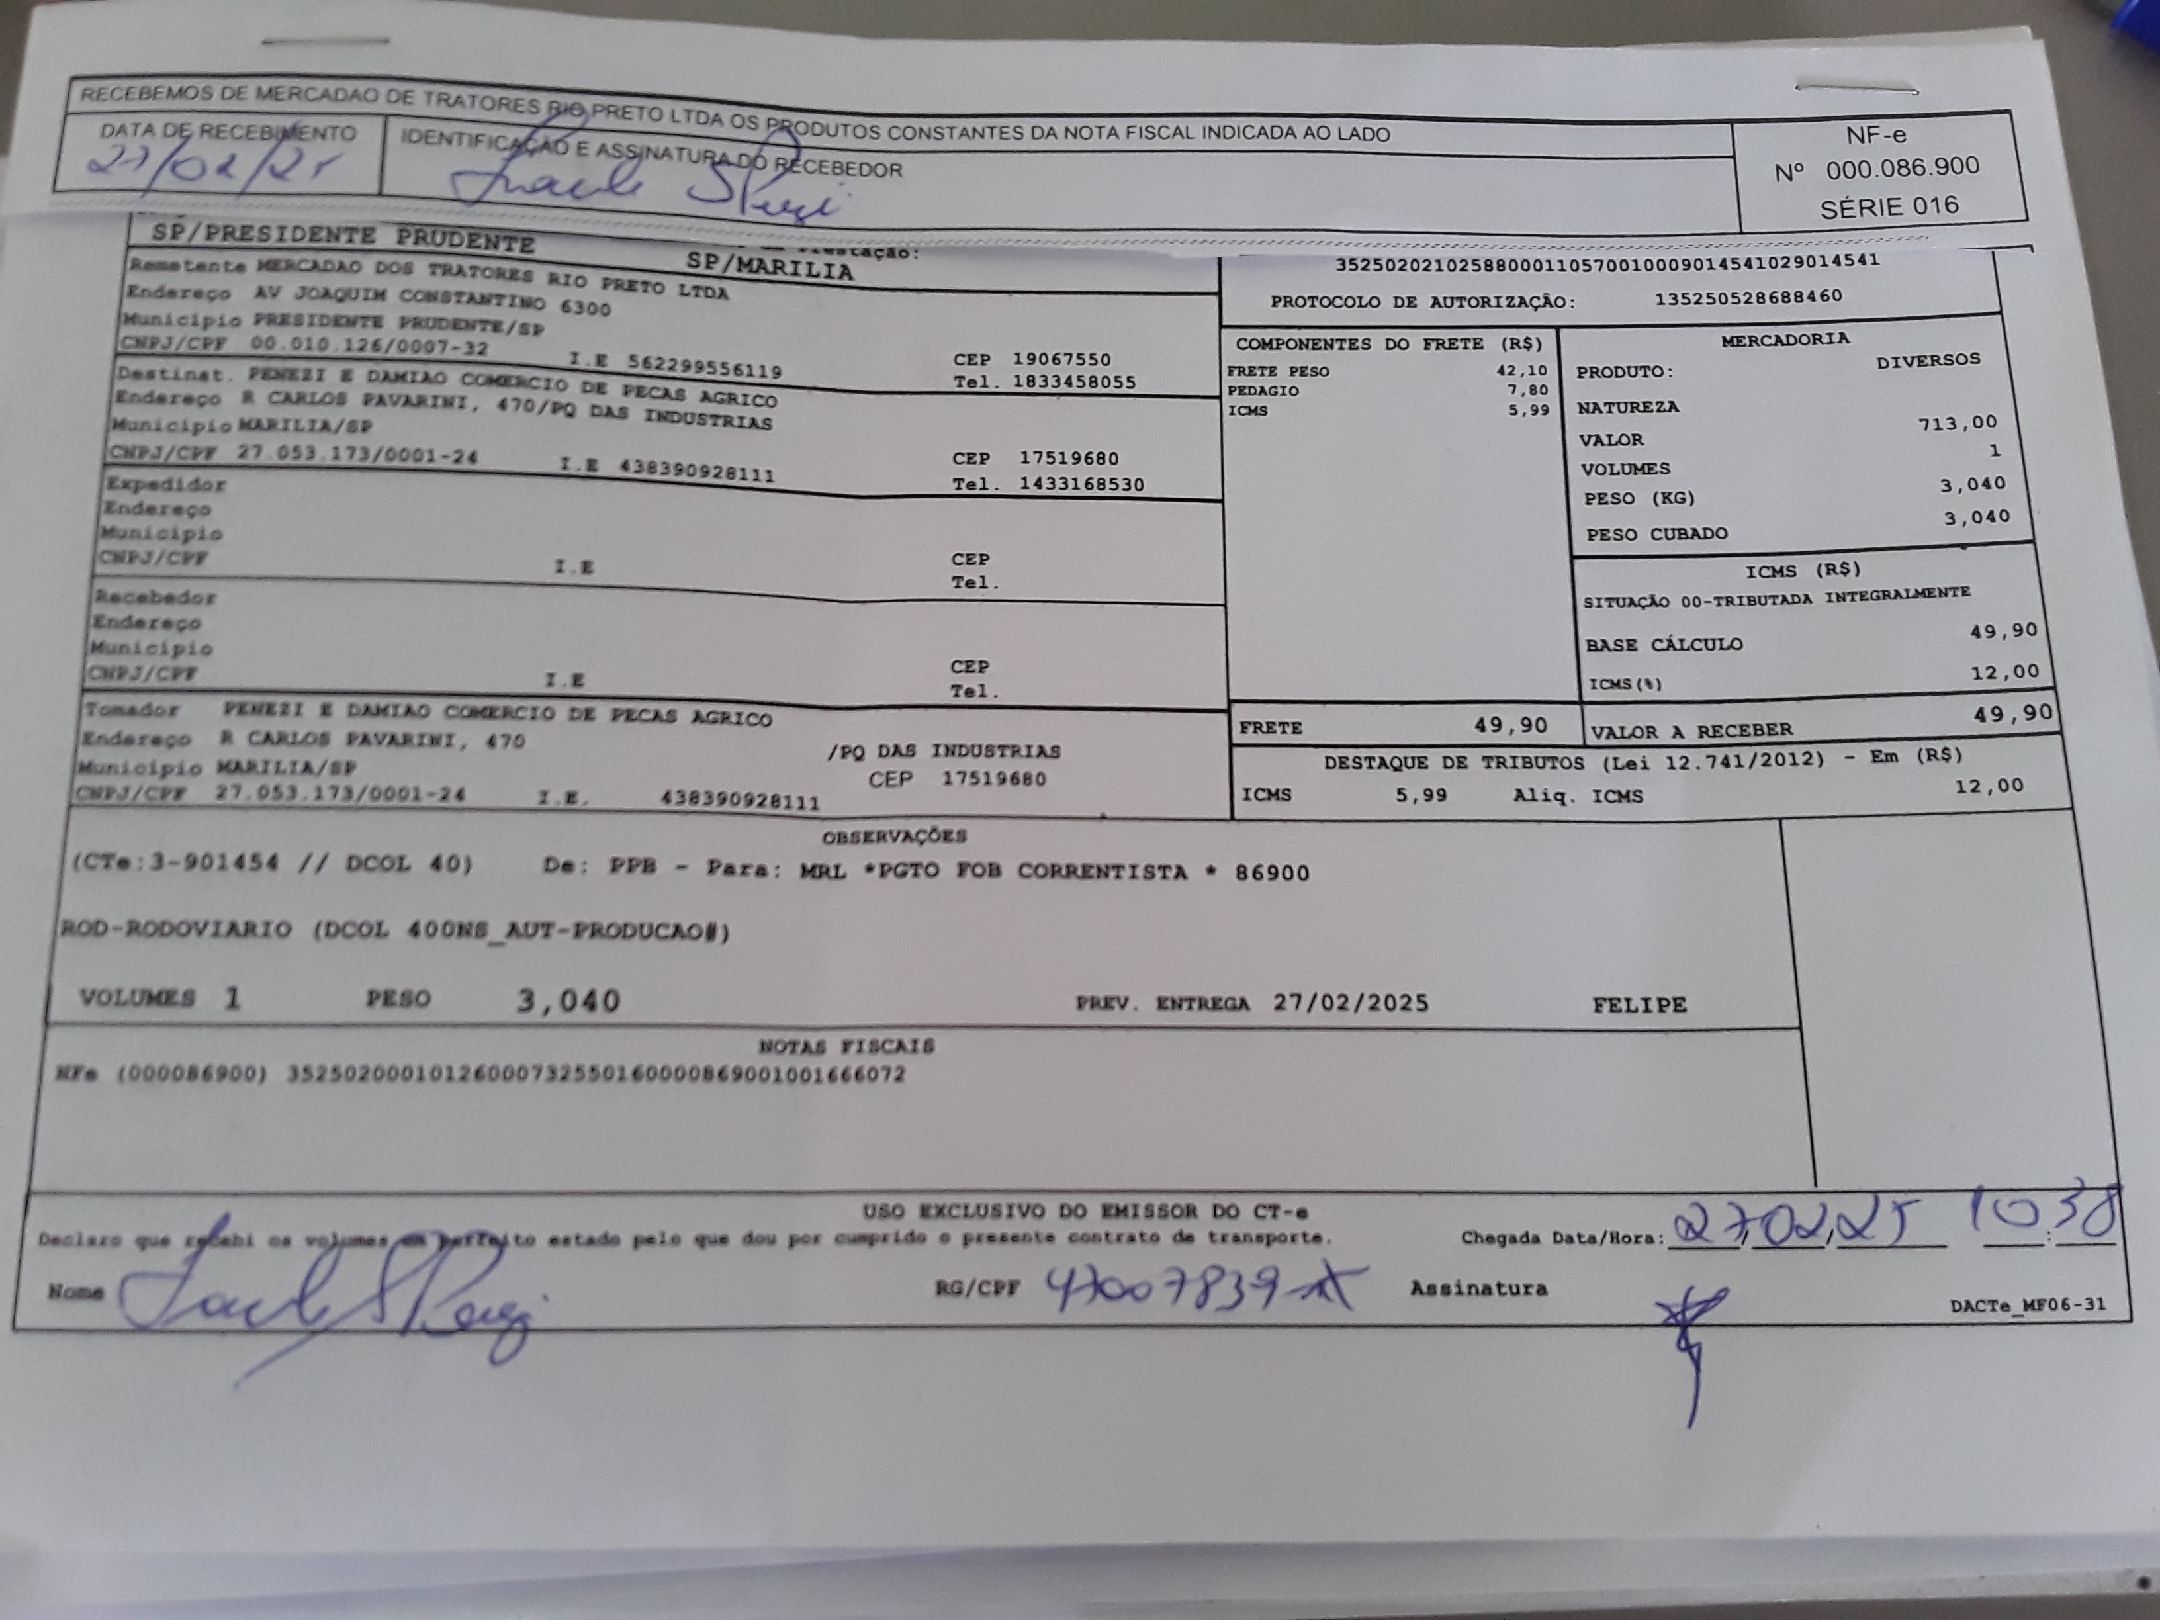 RECEBEMOS DE MERCADAO DE TRATORES RIO PRETO LTDA OS PRODUTOS CONSTANTES DA NOTA FISCAL INDICADA AO LADO
DATA DE RECEBIMENTO
27/02/25
IDENTIFICAÇÃO E ASSINATURA DO RECEBEDOR
NF-e
Nº 000.086.900
SÉRIE 016
SP/PRESIDENTE PRUDENTE
SP/MARILIA
35250202102588000110570010009014541029014541
PROTOCOLO DE AUTORIZAÇÃO: 135250528688460
Remetente MERCADAO DOS TRATORES RIO PRETO LTDA
Endereço AV JOAQUIM CONSTANTINO 6300
Município PRESIDENTE PRUDENTE/SP
CNPJ/CPF 00.010.126/0007-32 I.E 562299556119
CEP 19067550
Tel. 1833458055
Destinat. PENEZI E DAMIAO COMERCIO DE PECAS AGRICO
Endereço R CARLOS PAVARINI, 470/PQ DAS INDUSTRIAS
Município MARILIA/SP
CNPJ/CPF 27.053.173/0001-24 I.E 438390928111
CEP 17519680
Tel. 1433168530
Expedidor
Endereço
Município
CNPJ/CPF I.E
CEP
Tel.
Recebedor
Endereço
Município
CNPJ/CPF I.E
CEP
Tel.
Tomador PENEZI E DAMIAO COMERCIO DE PECAS AGRICO
Endereço R CARLOS PAVARINI, 470 /PQ DAS INDUSTRIAS
Município MARILIA/SP CEP 17519680
CNPJ/CPF 27.053.173/0001-24 I.E. 438390928111
COMPONENTES DO FRETE (R$)
FRETE PESO 42,10
PEDAGIO 7,80
ICMS 5,99
MERCADORIA
PRODUTO: DIVERSOS
NATUREZA
VALOR 713,00
VOLUMES 1
PESO (KG) 3,040
PESO CUBADO 3,040
ICMS (R$)
SITUAÇÃO 00-TRIBUTADA INTEGRALMENTE
BASE CÁLCULO 49,90
ICMS(%) 12,00
FRETE 49,90
VALOR A RECEBER 49,90
DESTAQUE DE TRIBUTOS (Lei 12.741/2012) - Em (R$)
ICMS 5,99 Aliq. ICMS 12,00
OBSERVAÇÕES
(CTe:3-901454 // DCOL 40) De: PPB - Para: MRL *PGTO FOB CORRENTISTA * 86900
ROD-RODOVIARIO (DCOL 400NS_AUT-PRODUCAO#)
VOLUMES 1 PESO 3,040 PREV. ENTREGA 27/02/2025 FELIPE
NOTAS FISCAIS
NFe (000086900) 35250200010126000732550160000869001001666072
USO EXCLUSIVO DO EMISSOR DO CT-e
Declaro que recebi os volumes em perfeito estado pelo que dou por cumprido o presente contrato de transporte.
Chegada Data/Hora: 27,02,25 10:38
Nome
RG/CPF 47007839
Assinatura
DACTe_MF06-31